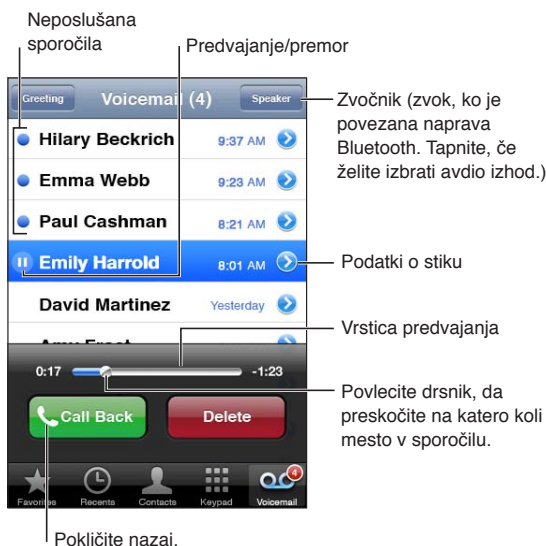 Neposlušana
sporočila
Predvajanje/premor
Greeting
Voicemail (4)
Speaker
Zvočnik (zvok, ko je
povezana naprava
Bluetooth. Tapnite, če
želite izbrati avdio izhod.)
Hilary Beckrich
9:37 AM
Emma Webb
9:23 AM
Paul Cashman
8:21 AM
Emily Harrold
8:01 AM
Podatki o stiku
David Martinez
Yesterday
Vrstica predvajanja
0:17
-1:23
Povlecite drsnik, da
preskočite na katero koli
mesto v sporočilu.
Call Back
Delete
4
Favorites
Recents
Contacts
Keypad
Voicemail
Pokličite nazaj.